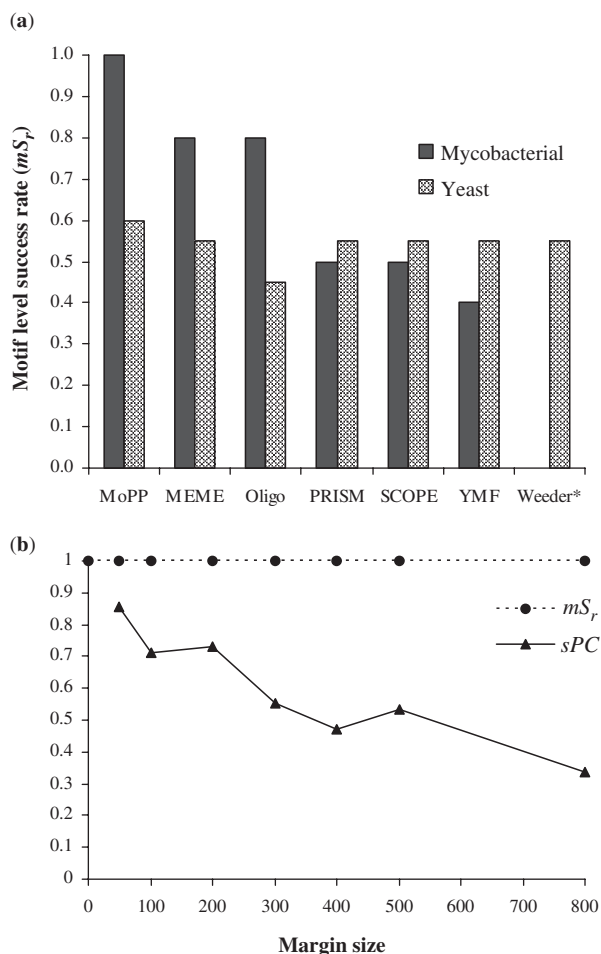 (a)
Motif level success rate (mSr)
1.0
0.9
0.8
0.7
0.6
0.5
0.4
0.3
0.2
0.1
0.0
Mycobacterial
Yeast
MoPP MEME Oligo PRISM SCOPE YMF Weeder*
(b)
1
0.9
0.8
0.7
0.6
0.5
0.4
0.3
0.2
0.1
0
mSr
sPC
0 100 200 300 400 500 600 700 800
Margin size